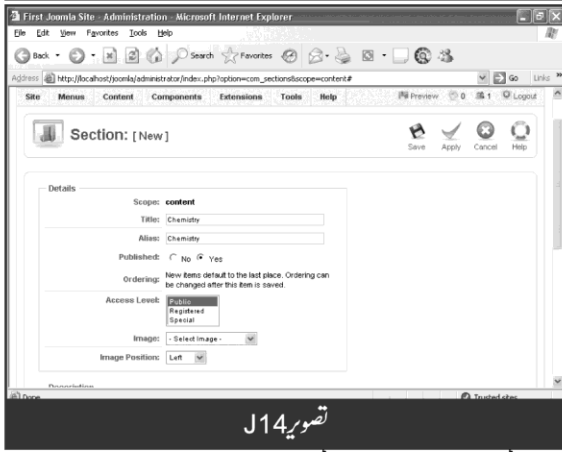 First Joomla Site - Administration - Microsoft Internet Explorer
File Edit View Favorites Tools Help
Back Search Favorites
Address http://localhost/joomla/administrator/index.php?option=com_sections&scope=content# Go Links
Site Menus Content Components Extensions Tools Help Preview 0 1 Logout
Section: [ New ]
Save Apply Cancel Help
Details
Scope: content
Title: Chemistry
Alias: Chemistry
Published: No Yes
Ordering: New items default to the last place. Ordering can
be changed after this item is saved.
Access Level: Public
Registered
Special
Image: - Select Image -
Image Position: Left
Description
Done Trusted sites
تصویر J14